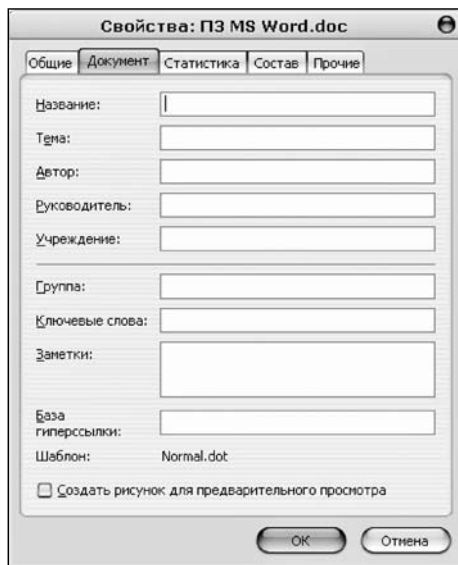 Свойства: ПЗ MS Word.doc
Общие Документ Статистика Состав Прочие
Название:
Тема:
Автор:
Руководитель:
Учреждение:
Группа:
Ключевые слова:
Заметки:
База
гиперссылки:
Шаблон: Normal.dot
Создать рисунок для предварительного просмотра
ОК Отмена